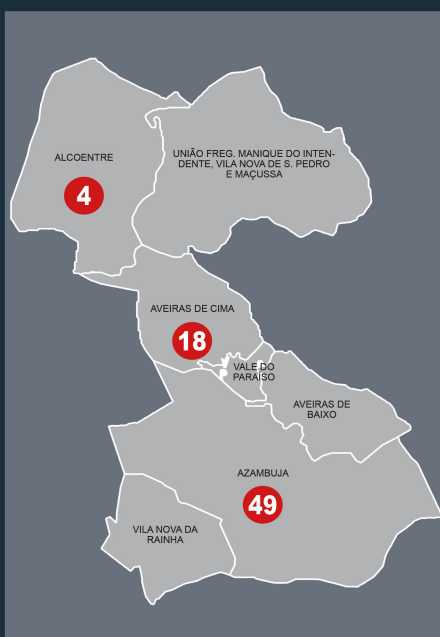 ALCOENTRE
4
UNIÃO FREG. MANIQUE DO INTEN-
DENTE, VILA NOVA DE S. PEDRO
E MAÇUSSA
AVEIRAS DE CIMA
18
VALE DO
PARAÍSO
AVEIRAS DE
BAIXO
AZAMBUJA
49
VILA NOVA DA
RAINHA